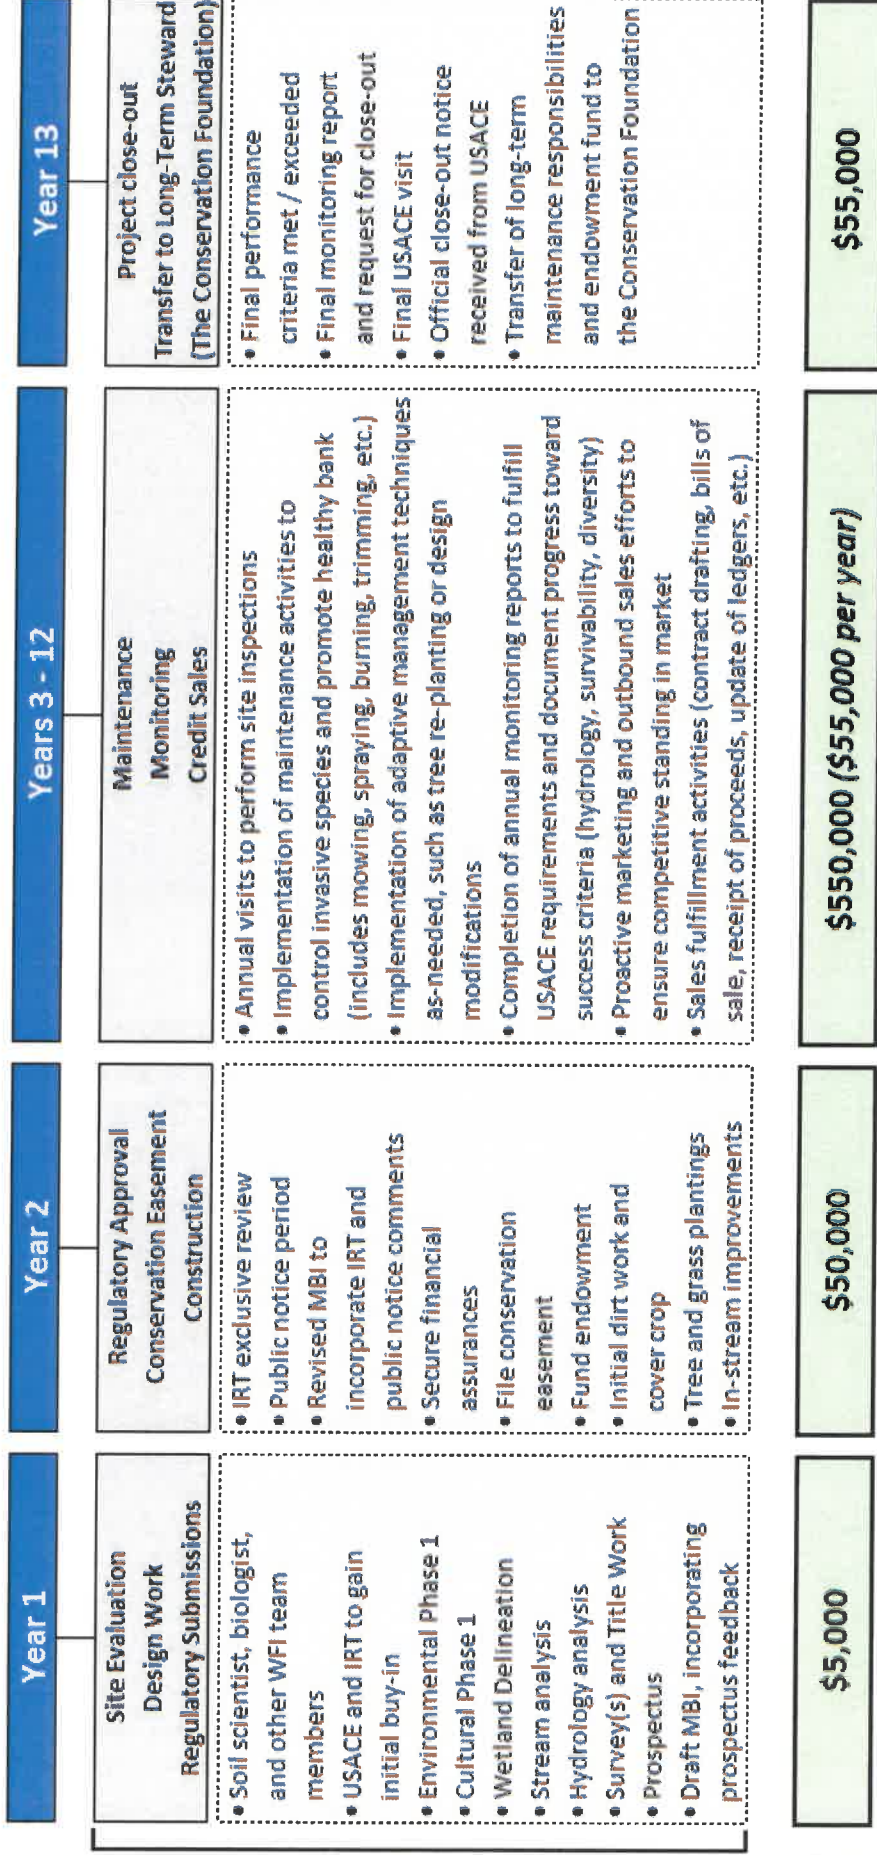 Year 1
Site Evaluation
Design Work
Regulatory Submissions
• Soil scientist, biologist,
and other WFI team
members
• USACE and IRT to gain
initial buy-in
• Environmental Phase 1
• Cultural Phase 1
• Wetland Delineation
• Stream analysis
• Hydrology analysis
• Survey(s) and Title Work
• Prospectus
• Draft MBI, incorporating
prospectus feedback
$5,000
Year 2
Regulatory Approval
Conservation Easement
Construction
• IRT exclusive review
• Public notice period
• Revised MBI to
incorporate IRT and
public notice comments
• Secure financial
assurances
• File conservation
easement
• Fund endowment
• Initial dirt work and
cover crop
• Tree and grass plantings
• In-stream improvements
$50,000
Years 3 - 12
Maintenance
Monitoring
Credit Sales
• Annual visits to perform site inspections
• Implementation of maintenance activities to
control invasive species and promote healthy bank
(includes mowing, spraying, burning, trimming, etc.)
• Implementation of adaptive management techniques
as-needed, such as tree re-planting or design
modifications
• Completion of annual monitoring reports to fulfill
USACE requirements and document progress toward
success criteria (hydrology, survivability, diversity)
• Proactive marketing and outbound sales efforts to
ensure competitive standing in market
• Sales fulfillment activities (contract drafting, bills of
sale, receipt of proceeds, update of ledgers, etc.)
$550,000 ($55,000 per year)
Year 13
Project close-out
Transfer to Long-Term Steward
(The Conservation Foundation)
• Final performance
criteria met / exceeded
• Final monitoring report
and request for close-out
• Final USACE visit
• Official close-out notice
received from USACE
• Transfer of long-term
maintenance responsibilities
and endowment fund to
the Conservation Foundation
$55,000